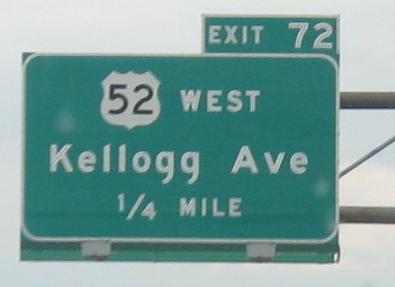 EXIT 72
52 WEST
Kellogg Ave
1/4 MILE